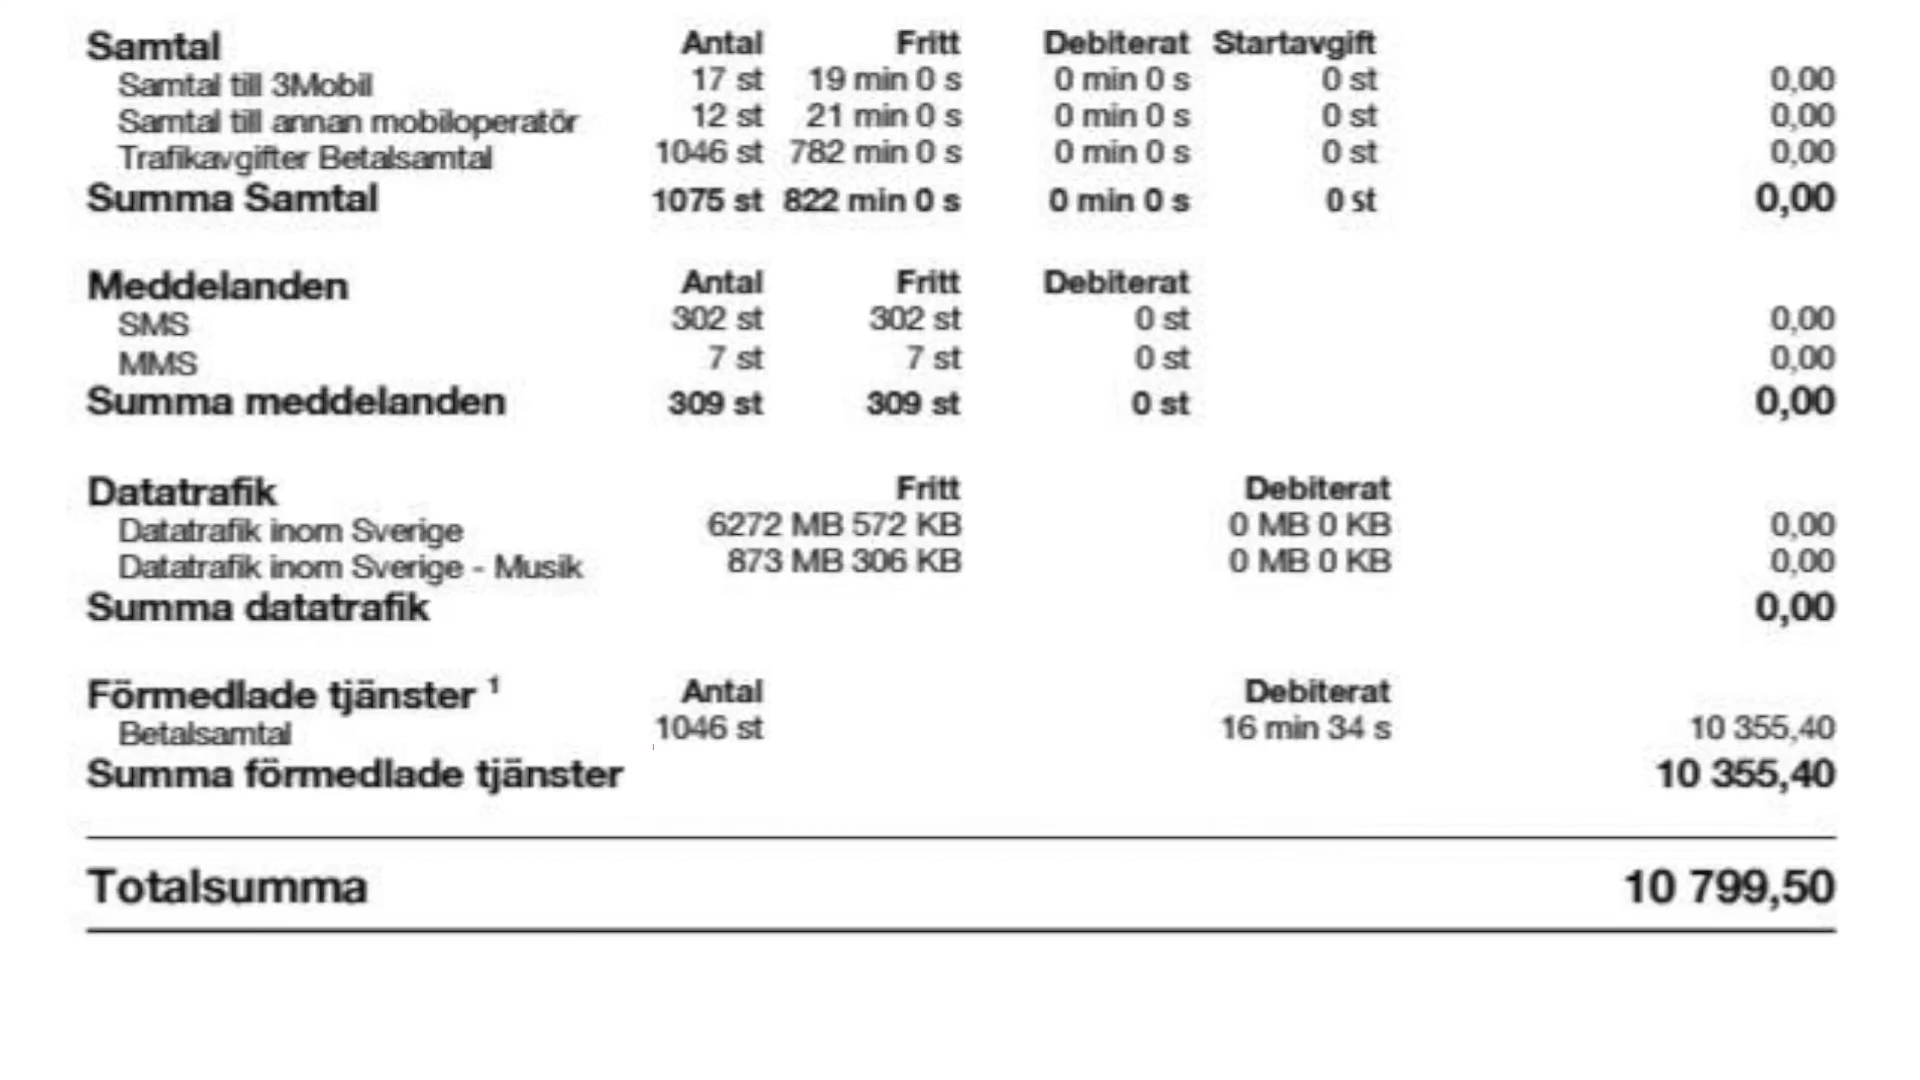 Samtal Antal Fritt Debiterat Startavgift
Samtal till 3Mobil 17 st 19 min 0 s 0 min 0 s 0 st 0,00
Samtal till annan mobiloperatör 12 st 21 min 0 s 0 min 0 s 0 st 0,00
Trafikavgifter Betalsamtal 1046 st 782 min 0 s 0 min 0 s 0 st 0,00
Summa Samtal 1075 st 822 min 0 s 0 min 0 s 0 st 0,00
Meddelanden Antal Fritt Debiterat
SMS 302 st 302 st 0 st 0,00
MMS 7 st 7 st 0 st 0,00
Summa meddelanden 309 st 309 st 0 st 0,00
Datatrafik Fritt Debiterat
Datatrafik inom Sverige 6272 MB 572 KB 0 MB 0 KB 0,00
Datatrafik inom Sverige - Musik 873 MB 306 KB 0 MB 0 KB 0,00
Summa datatrafik 0,00
Förmedlade tjänster ¹ Antal Debiterat
Betalsamtal 1046 st 16 min 34 s 10 355,40
Summa förmedlade tjänster 10 355,40
Totalsumma 10 799,50